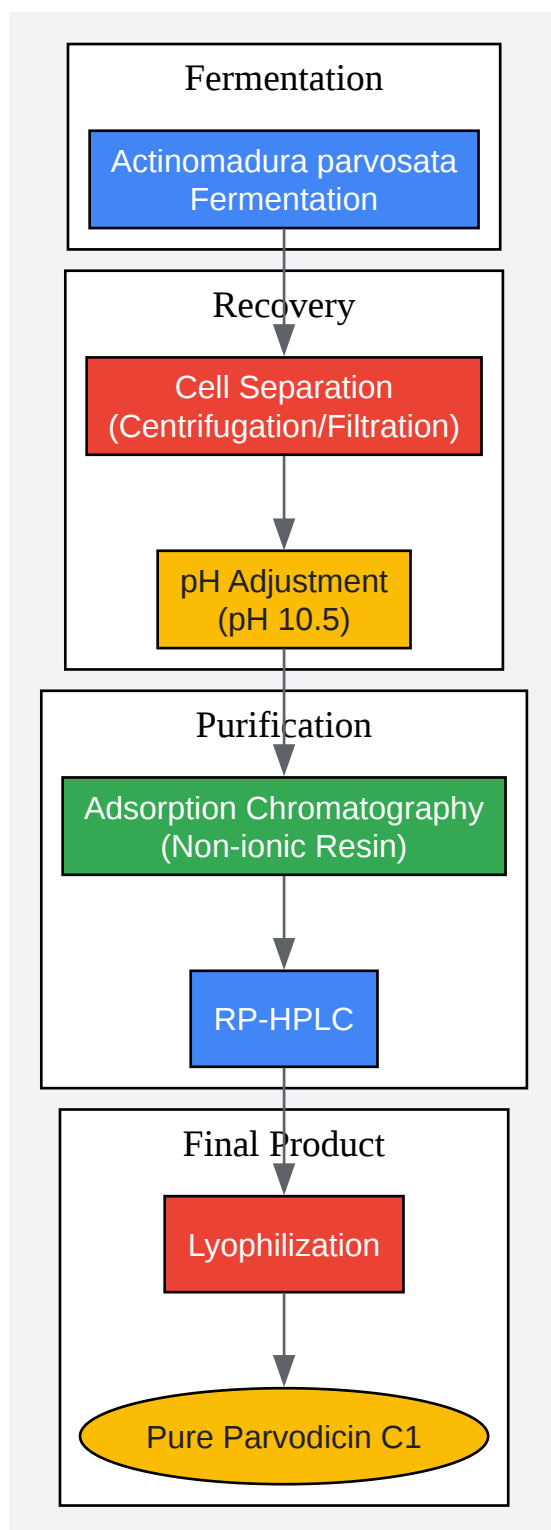 Fermentation
Actinomadura parvosata
Fermentation
Recovery
Cell Separation
(Centrifugation/Filtration)
pH Adjustment
(pH 10.5)
Purification
Adsorption Chromatography
(Non-ionic Resin)
RP-HPLC
Final Product
Lyophilization
Pure Parvodicin C1